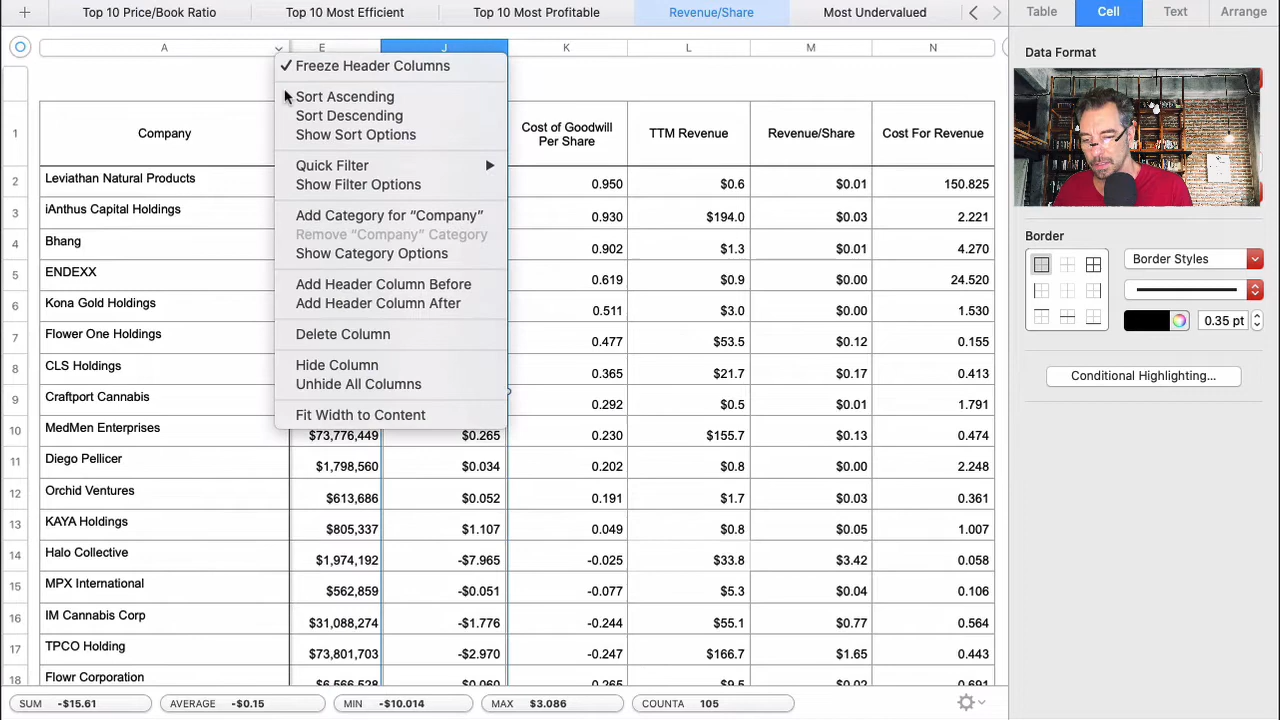 Top 10 Price/Book Ratio Top 10 Most Efficient Top 10 Most Profitable Revenue/Share Most Undervalued Table Cell Text Arrange
A E J K L M N
Company Cost of Goodwill Per Share TTM Revenue Revenue/Share Cost For Revenue
1
2 Leviathan Natural Products 0.950 $0.6 $0.01 150.825
3 iAnthus Capital Holdings 0.930 $194.0 $0.03 2.221
4 Bhang 0.902 $1.3 $0.01 4.270
5 ENDEXX 0.619 $0.9 $0.00 24.520
6 Kona Gold Holdings 0.511 $3.0 $0.00 1.530
7 Flower One Holdings 0.477 $53.5 $0.12 0.155
8 CLS Holdings 0.365 $21.7 $0.17 0.413
9 Craftport Cannabis 0.292 $0.5 $0.01 1.791
10 MedMen Enterprises $73,776,449 $0.265 0.230 $155.7 $0.13 0.474
11 Diego Pellicer $1,798,560 $0.034 0.202 $0.8 $0.00 2.248
12 Orchid Ventures $613,686 $0.052 0.191 $1.7 $0.03 0.361
13 KAYA Holdings $805,337 $1.107 0.049 $0.8 $0.05 1.007
14 Halo Collective $1,974,192 -$7.965 -0.025 $33.8 $3.42 0.058
15 MPX International $562,859 -$0.051 -0.077 $5.3 $0.04 0.106
16 IM Cannabis Corp $31,088,274 -$1.776 -0.244 $55.1 $0.77 0.564
17 TPCO Holding $73,801,703 -$2.970 -0.247 $166.7 $1.65 0.443
18 Flowr Corporation
Freeze Header Columns
Sort Ascending
Sort Descending
Show Sort Options
Quick Filter
Show Filter Options
Add Category for “Company”
Remove “Company” Category
Show Category Options
Add Header Column Before
Add Header Column After
Delete Column
Hide Column
Unhide All Columns
Fit Width to Content
Data Format
Border
Border Styles
0.35 pt
Conditional Highlighting...
SUM -$15.61 AVERAGE -$0.15 MIN -$10.014 MAX $3.086 COUNTA 105